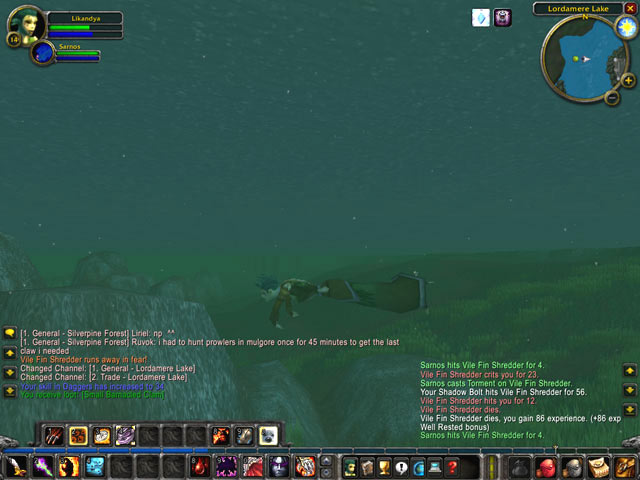 Likandya
14
Sarnos
Lordamere Lake
N
[1. General - Silverpine Forest] Liriel: np ^^
[1. General - Silverpine Forest] Ruvok: i had to hunt prowlers in mulgore once for 45 minutes to get the last
claw i needed
Vile Fin Shredder runs away in fear!
Changed Channel: [1. General - Lordamere Lake]
Changed Channel: [2. Trade - Lordamere Lake]
Your skill in Daggers has increased to 34.
You receive loot: [Small Barnacled Clam]
Sarnos hits Vile Fin Shredder for 4.
Vile Fin Shredder crits you for 23.
Sarnos casts Torment on Vile Fin Shredder.
Your Shadow Bolt hits Vile Fin Shredder for 56.
Vile Fin Shredder hits you for 12.
Vile Fin Shredder dies.
Vile Fin Shredder dies, you gain 86 experience. (+86 exp
Well Rested bonus)
Sarnos hits Vile Fin Shredder for 4.